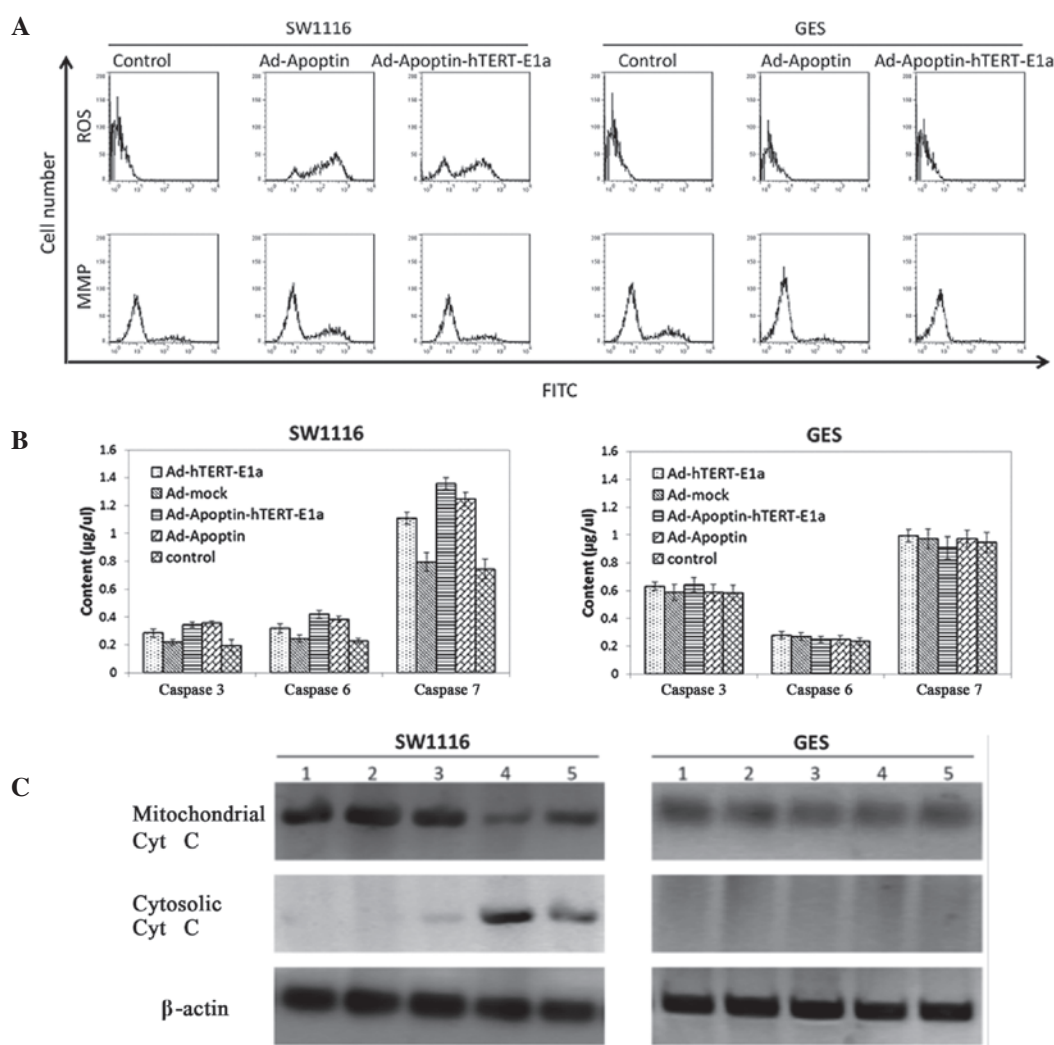 A
SW1116
GES
Control
Ad-Apoptin
Ad-Apoptin-hTERT-E1a
Control
Ad-Apoptin
Ad-Apoptin-hTERT-E1a
Cell number
ROS
MMP
FITC
B
SW1116
Content (µg/ul)
1.6
1.4
1.2
1
0.8
0.6
0.4
0.2
0
Ad-hTERT-E1a
Ad-mock
Ad-Apoptin-hTERT-E1a
Ad-Apoptin
control
Caspase 3
Caspase 6
Caspase 7
GES
Content (µg/ul)
1.6
1.4
1.2
1
0.8
0.6
0.4
0.2
0
Ad-hTERT-E1a
Ad-mock
Ad-Apoptin-hTERT-E1a
Ad-Apoptin
control
Caspase 3
Caspase 6
Caspase 7
C
SW1116
GES
1 2 3 4 5
1 2 3 4 5
Mitochondrial
Cyt C
Cytosolic
Cyt C
β-actin